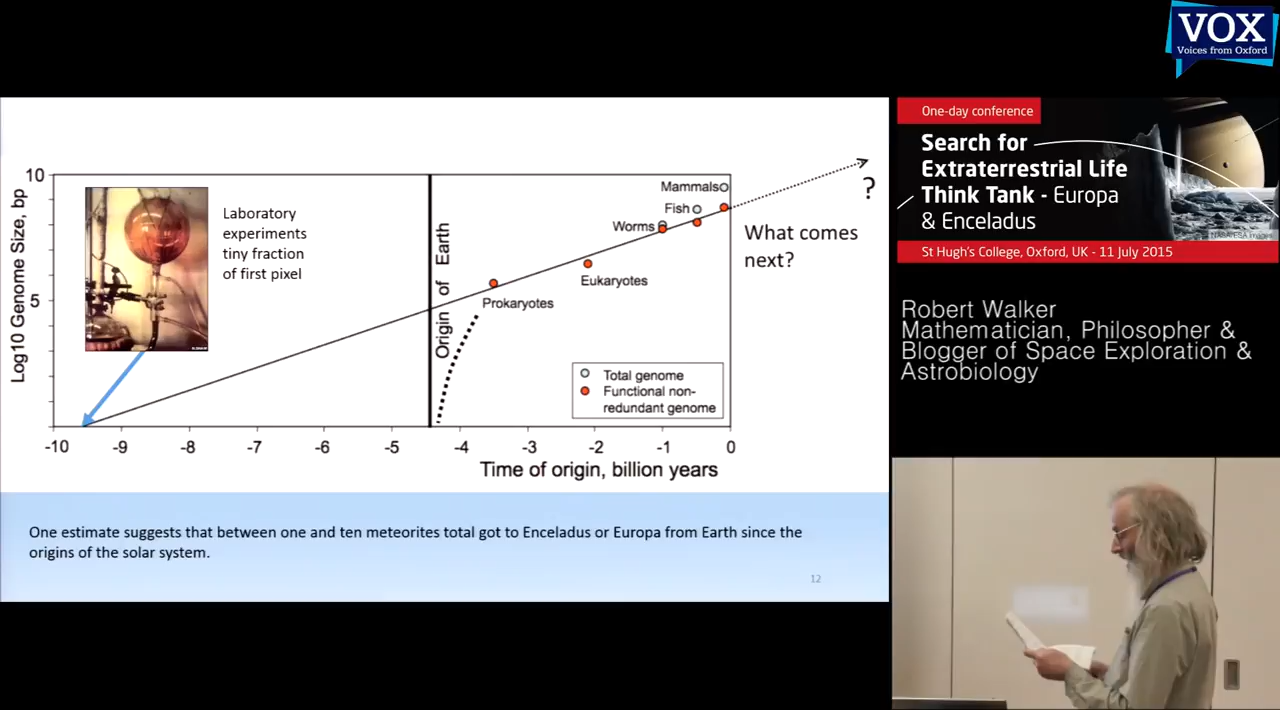 VOX
Voices from Oxford
One-day conference
Search for
Extraterrestrial Life
Think Tank - Europa
& Enceladus
St Hugh's College, Oxford, UK - 11 July 2015
Robert Walker
Mathematician, Philosopher &
Blogger of Space Exploration &
Astrobiology
Log10 Genome Size, bp
10
5
Laboratory
experiments
tiny fraction
of first pixel
Origin of Earth
Mammals
Fish
Worms
Eukaryotes
Prokaryotes
?
What comes
next?
Total genome
Functional non-
redundant genome
-10 -9 -8 -7 -6 -5 -4 -3 -2 -1 0
Time of origin, billion years
One estimate suggests that between one and ten meteorites total got to Enceladus or Europa from Earth since the
origins of the solar system.
12